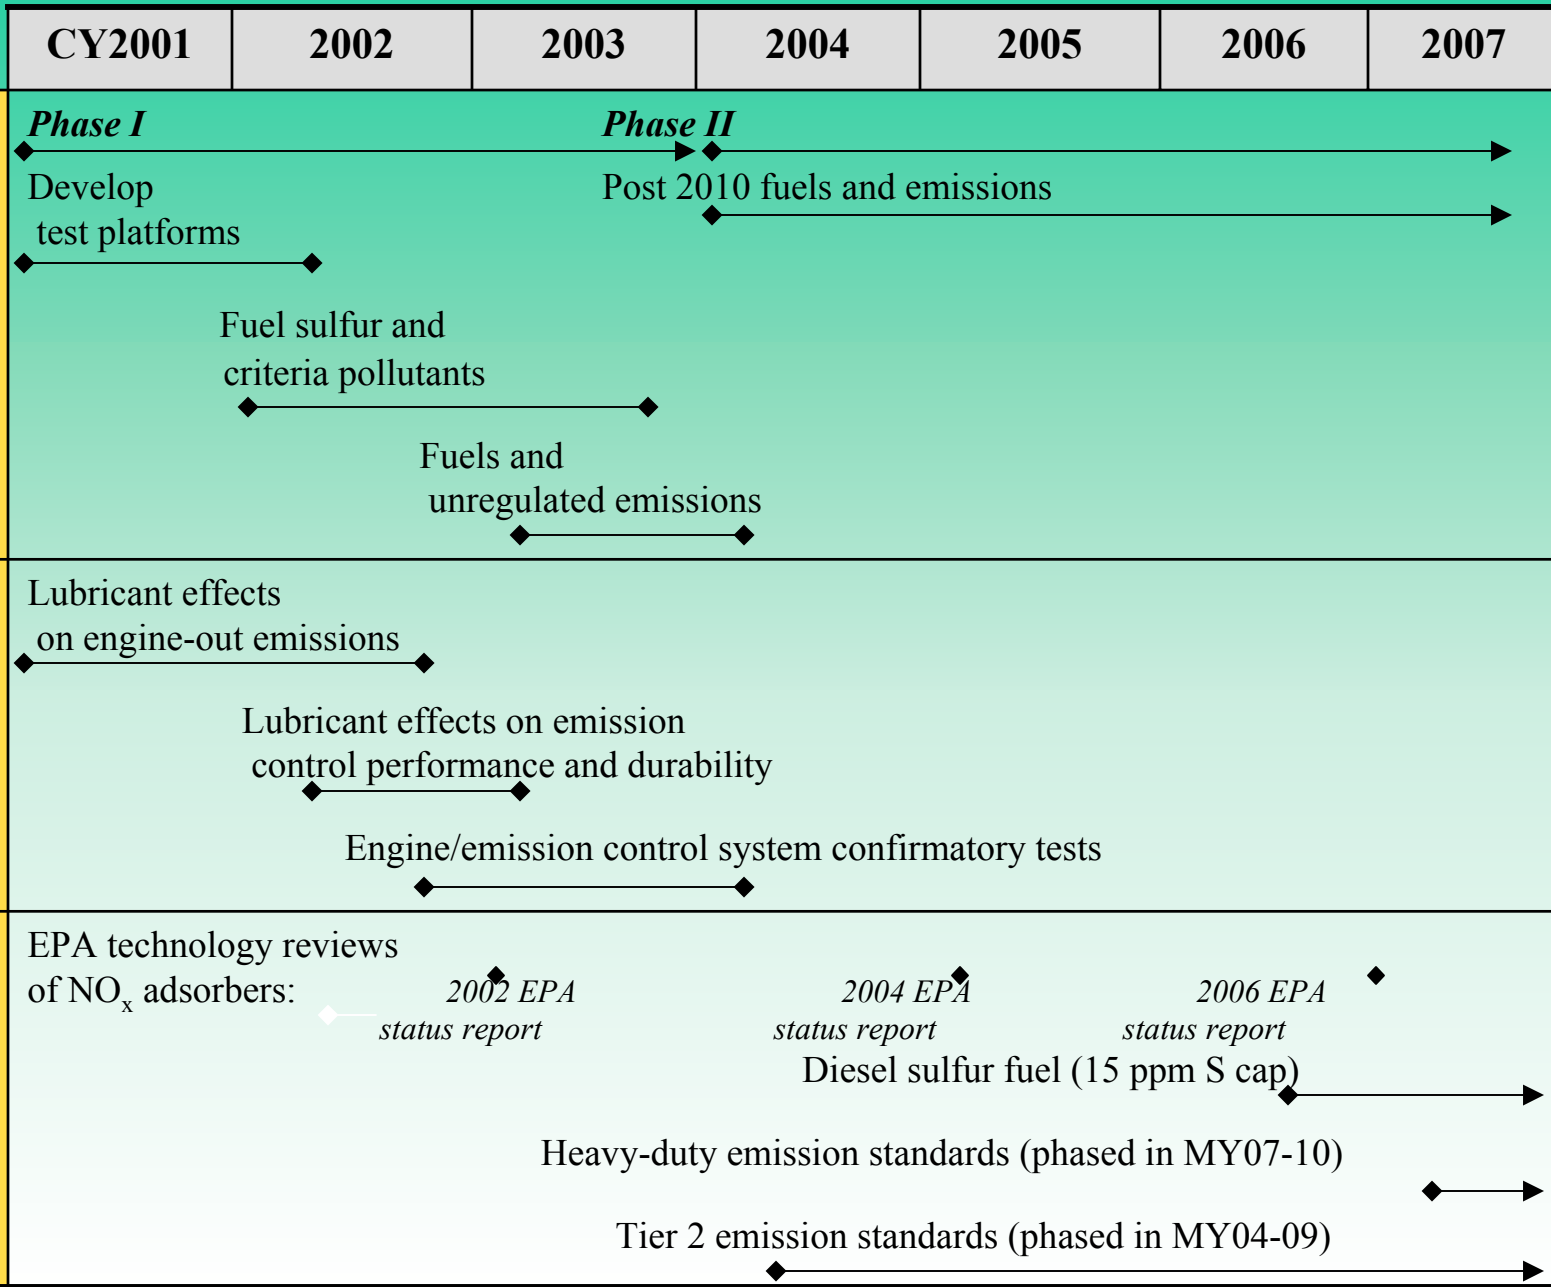 CY2001 2002 2003 2004 2005 2006 2007
Phase I
Phase II
Develop
test platforms
Post 2010 fuels and emissions
Fuel sulfur and
criteria pollutants
Fuels and
unregulated emissions
Lubricant effects
on engine-out emissions
Lubricant effects on emission
control performance and durability
Engine/emission control system confirmatory tests
EPA technology reviews
of NOx adsorbers:
2002 EPA
status report
2004 EPA
status report
2006 EPA
status report
Diesel sulfur fuel (15 ppm S cap)
Heavy-duty emission standards (phased in MY07-10)
Tier 2 emission standards (phased in MY04-09)